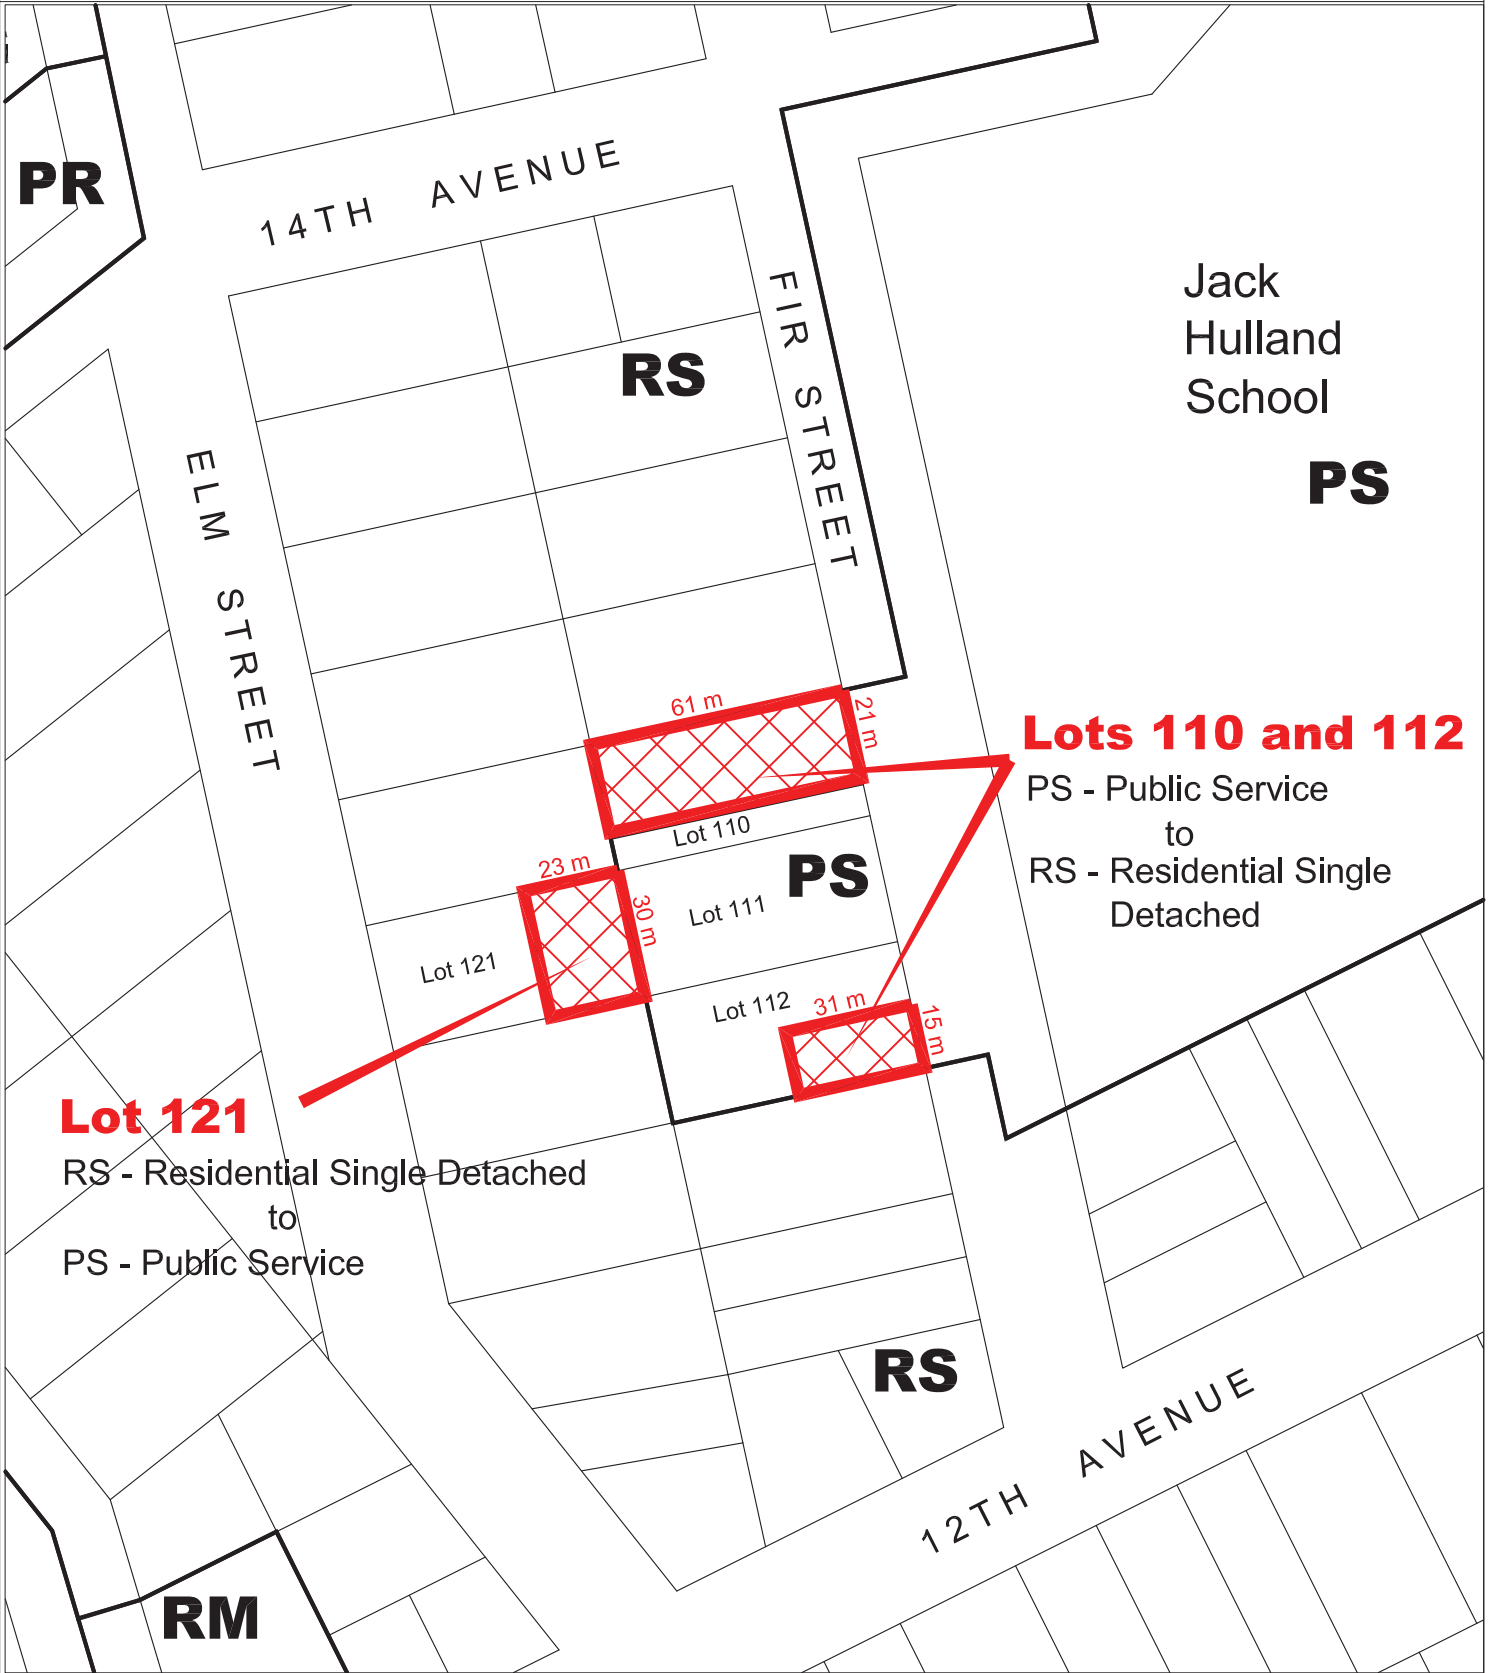 PR
14TH AVENUE
FIR STREET
Jack
Hulland
School
RS
PS
ELM STREET
61 m
21 m
Lots 110 and 112
PS - Public Service
to
RS - Residential Single
Detached
Lot 110
23 m
30 m
PS
Lot 111
Lot 121
Lot 112
31 m
15 m
Lot 121
RS - Residential Single Detached
to
PS - Public Service
RS
12TH AVENUE
RM